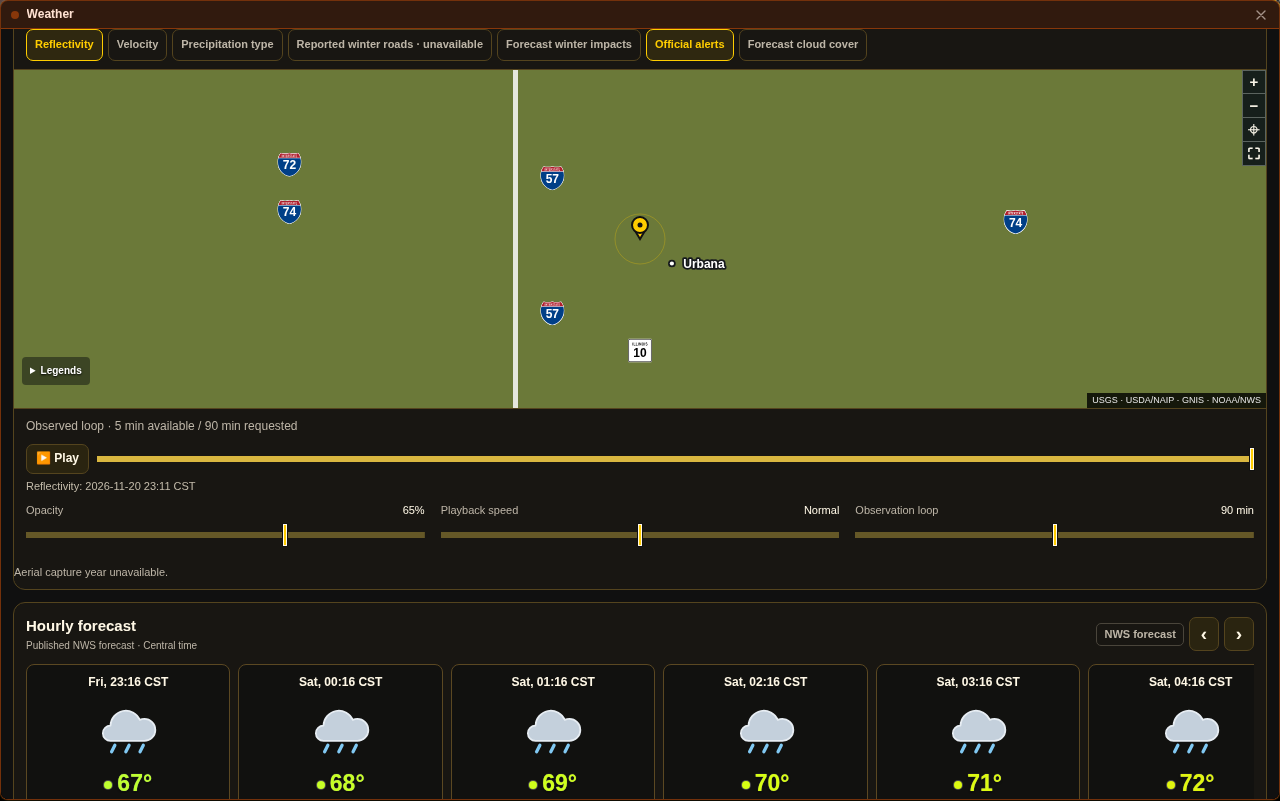 Weather
Reflectivity
Velocity
Precipitation type
Reported winter roads · unavailable
Forecast winter impacts
Official alerts
Forecast cloud cover
+
−
72
57
74
74
Urbana
57
ILLINOIS
10
Legends
USGS · USDA/NAIP · GNIS · NOAA/NWS
Observed loop · 5 min available / 90 min requested
Play
Reflectivity: 2026-11-20 23:11 CST
Opacity 65%
Playback speed Normal
Observation loop 90 min
Aerial capture year unavailable.
Hourly forecast
Published NWS forecast · Central time
NWS forecast
‹ ›
Fri, 23:16 CST
67°
Sat, 00:16 CST
68°
Sat, 01:16 CST
69°
Sat, 02:16 CST
70°
Sat, 03:16 CST
71°
Sat, 04:16 CST
72°